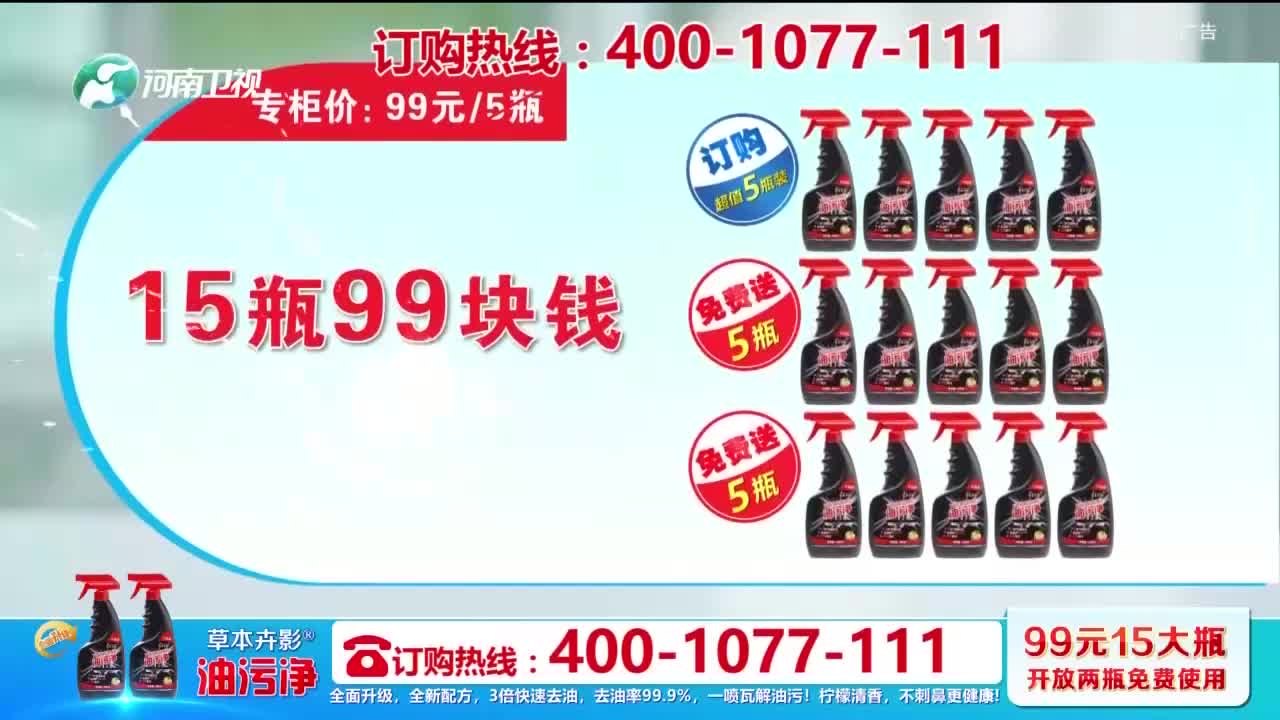 订购热线：400-1077-111
广告
河南卫视
专柜价：99元/5瓶
订购
超值5瓶装
15瓶99块钱
免费送
5瓶
免费送
5瓶
草本卉影®
油污净
订购热线：400-1077-111
99元15大瓶
开放两瓶免费使用
全面升级，全新配方，3倍快速去油，去油率99.9%，一喷瓦解油污！柠檬清香，不刺鼻更健康！